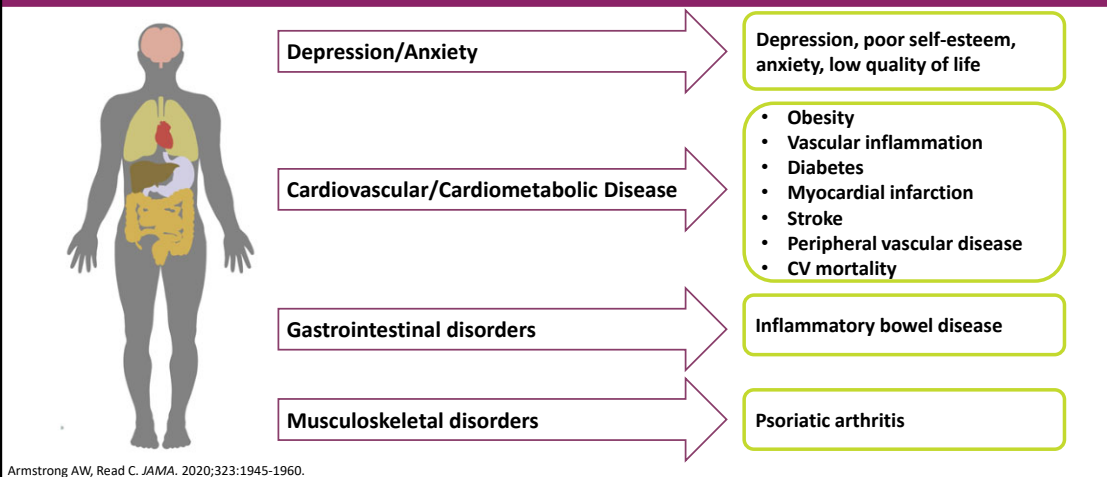 Depression/Anxiety
Depression, poor self-esteem,
anxiety, low quality of life
Cardiovascular/Cardiometabolic Disease
• Obesity
• Vascular inflammation
• Diabetes
• Myocardial infarction
• Stroke
• Peripheral vascular disease
• CV mortality
Gastrointestinal disorders
Inflammatory bowel disease
Musculoskeletal disorders
Psoriatic arthritis
Armstrong AW, Read C. JAMA. 2020;323:1945-1960.